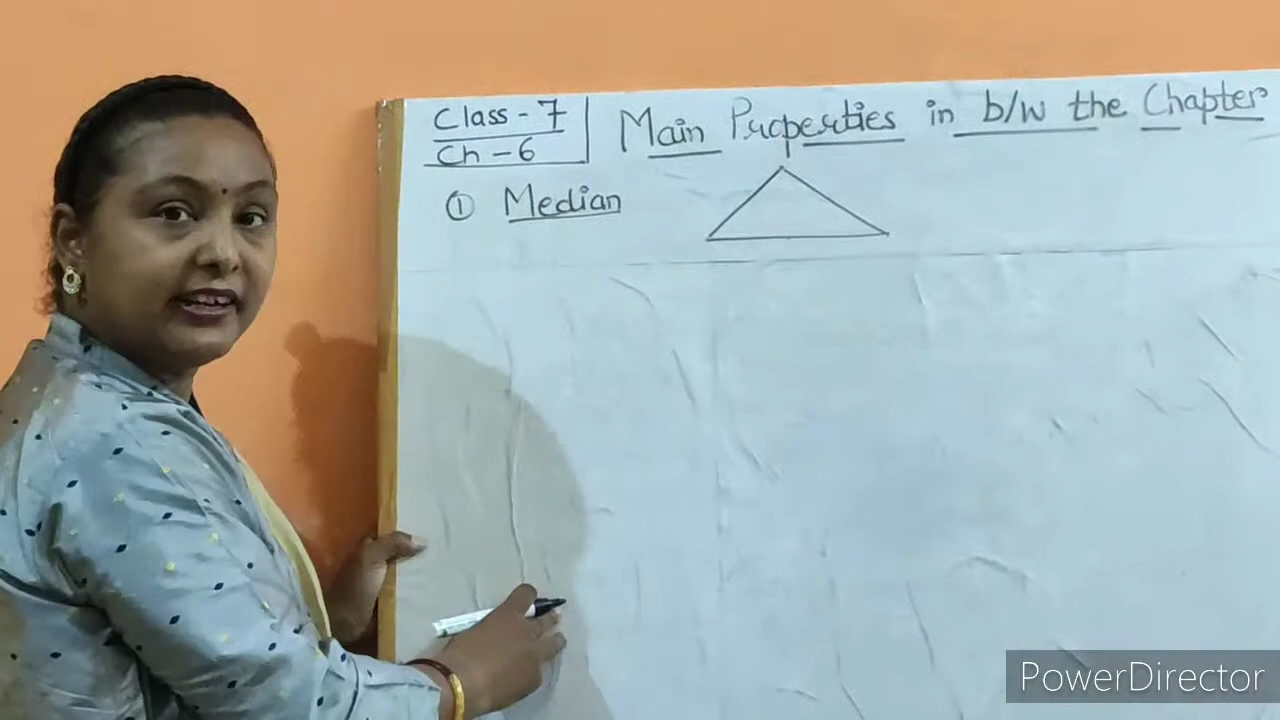 Class - 7
Ch - 6
Main Properties in b/w the Chapter
① Median
PowerDirector